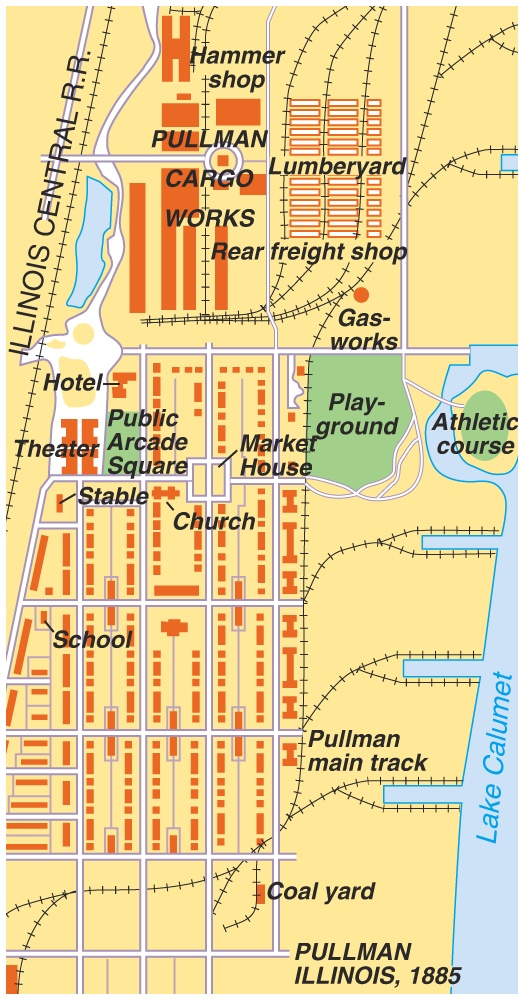 Hammer
shop
ILLINOIS CENTRAL R.R.
PULLMAN
CARGO
WORKS
Lumberyard
Rear freight shop
Gas-
works
Hotel
Play-
ground
Public
Arcade
Square
Theater
Market
House
Athletic
course
Stable
Church
School
Pullman
main track
Lake Calumet
Coal yard
PULLMAN
ILLINOIS, 1885